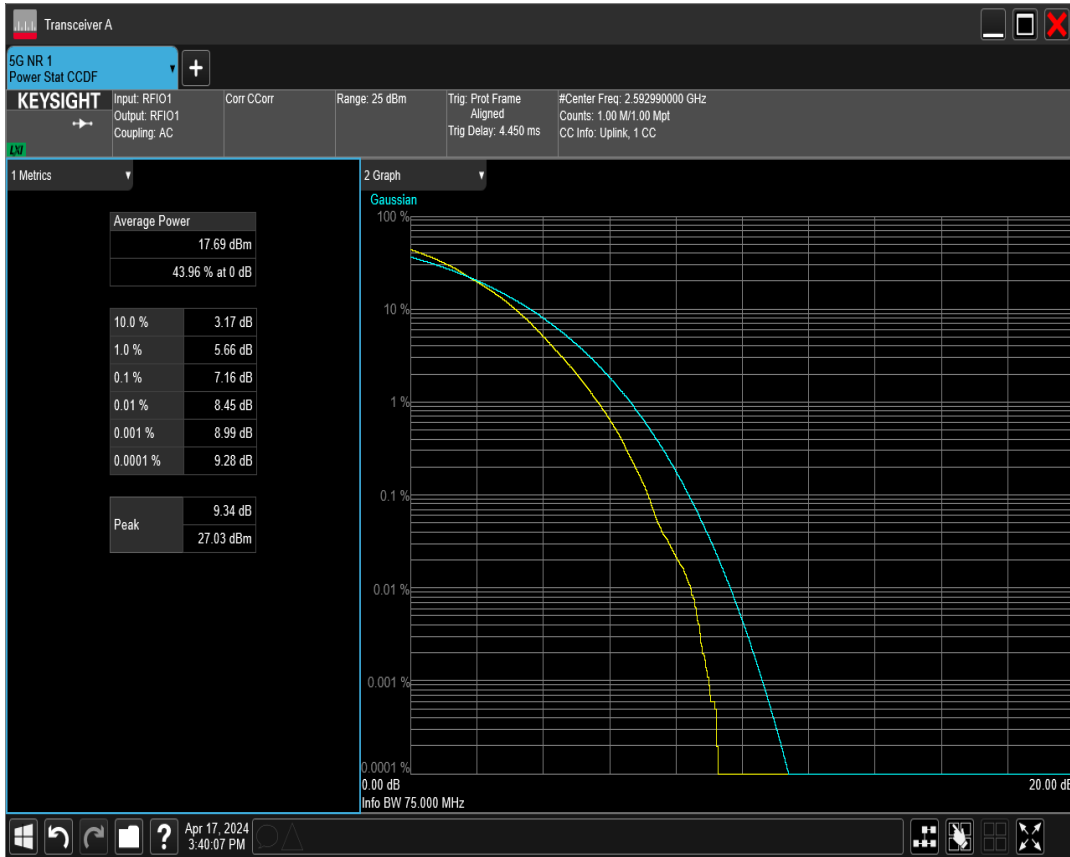 Transceiver A
5G NR 1
Power Stat CCDF
KEYSIGHT
LXI
Input: RFIO1
Output: RFIO1
Coupling: AC
Corr CCorr
Range: 25 dBm
Trig: Prot Frame
Aligned
Trig Delay: 4.450 ms
#Center Freq: 2.592990000 GHz
Counts: 1.00 M/1.00 Mpt
CC Info: Uplink, 1 CC
1 Metrics
Average Power
17.69 dBm
43.96 % at 0 dB
10.0 % 3.17 dB
1.0 % 5.66 dB
0.1 % 7.16 dB
0.01 % 8.45 dB
0.001 % 8.99 dB
0.0001 % 9.28 dB
Peak
9.34 dB
27.03 dBm
2 Graph
Gaussian
100 %
10 %
1 %
0.1 %
0.01 %
0.001 %
0.0001 %
0.00 dB 20.00 dB
Info BW 75.000 MHz
?
Apr 17, 2024
3:40:07 PM